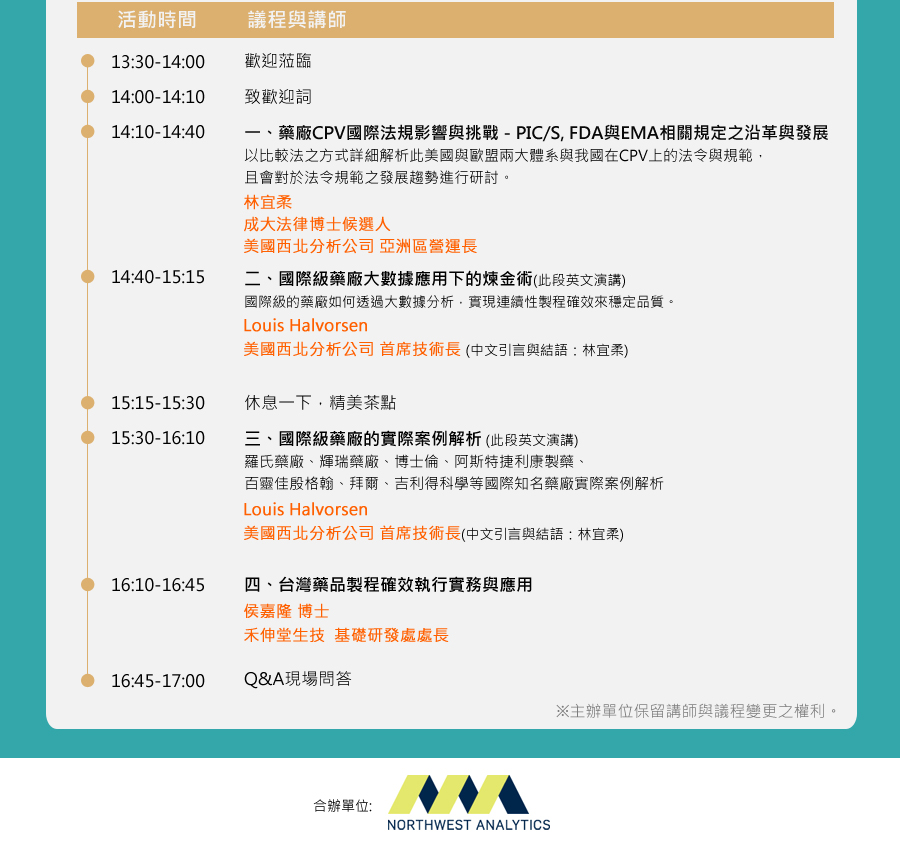 活動時間 議程與講師
13:30-14:00 歡迎蒞臨
14:00-14:10 致歡迎詞
14:10-14:40 一、藥廠CPV國際法規影響與挑戰 - PIC/S, FDA與EMA相關規定之沿革與發展
以比較法之方式詳細解析此美國與歐盟兩大體系與我國在CPV上的法令與規範，
且會對於法令規範之發展趨勢進行研討。
林宜柔
成大法律博士候選人
美國西北分析公司 亞洲區營運長
14:40-15:15 二、國際級藥廠大數據應用下的煉金術(此段英文演講)
國際級的藥廠如何透過大數據分析，實現連續性製程確效來穩定品質。
Louis Halvorsen
美國西北分析公司 首席技術長 (中文引言與結語：林宜柔)
15:15-15:30 休息一下，精美茶點
15:30-16:10 三、國際級藥廠的實際案例解析 (此段英文演講)
羅氏藥廠、輝瑞藥廠、博士倫、阿斯特捷利康製藥、
百靈佳殷格翰、拜爾、吉利得科學等國際知名藥廠實際案例解析
Louis Halvorsen
美國西北分析公司 首席技術長(中文引言與結語：林宜柔)
16:10-16:45 四、台灣藥品製程確效執行實務與應用
侯嘉隆 博士
禾伸堂生技 基礎研發處處長
16:45-17:00 Q&A現場問答
※主辦單位保留講師與議程變更之權利。
合辦單位:
NORTHWEST ANALYTICS